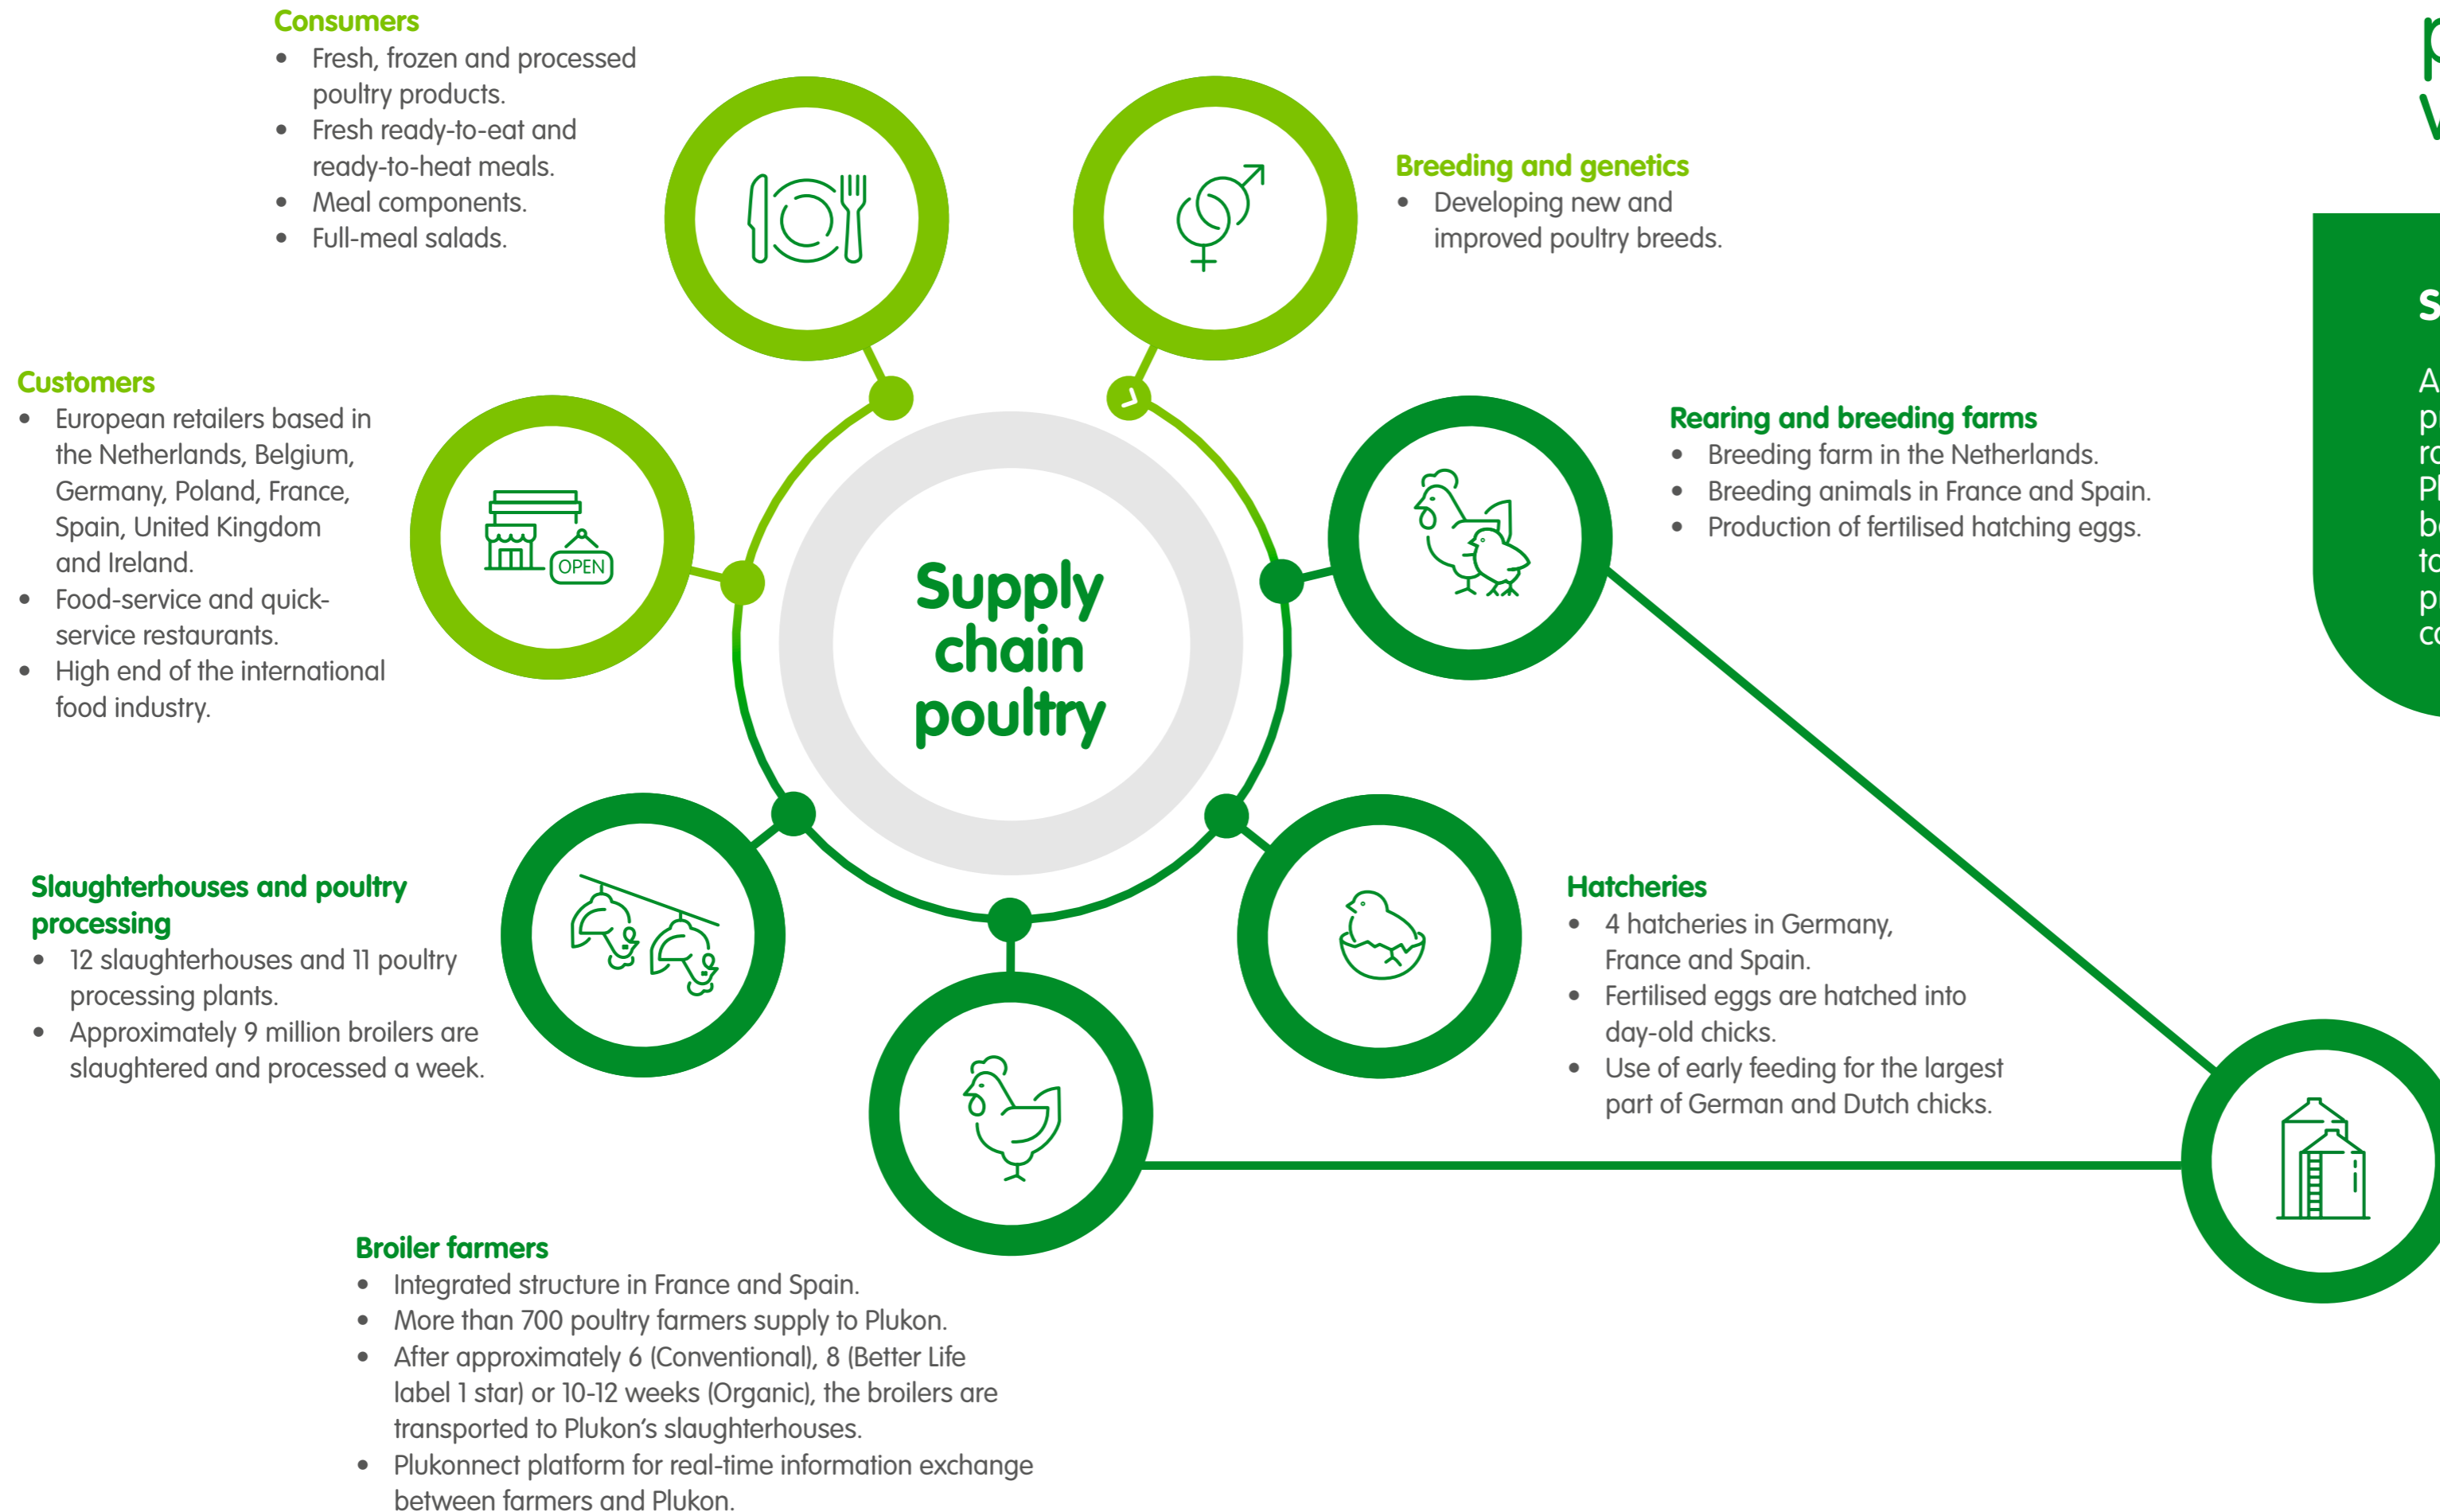 Consumers
• Fresh, frozen and processed
poultry products.
• Fresh ready-to-eat and
ready-to-heat meals.
• Meal components.
• Full-meal salads.
Breeding and genetics
• Developing new and
improved poultry breeds.
Customers
• European retailers based in
the Netherlands, Belgium,
Germany, Poland, France,
Spain, United Kingdom
and Ireland.
• Food-service and quick-
service restaurants.
• High end of the international
food industry.
OPEN
Rearing and breeding farms
• Breeding farm in the Netherlands.
• Breeding animals in France and Spain.
• Production of fertilised hatching eggs.
Supply
chain
poultry
Slaughterhouses and poultry
processing
• 12 slaughterhouses and 11 poultry
processing plants.
• Approximately 9 million broilers are
slaughtered and processed a week.
Hatcheries
• 4 hatcheries in Germany,
France and Spain.
• Fertilised eggs are hatched into
day-old chicks.
• Use of early feeding for the largest
part of German and Dutch chicks.
Broiler farmers
• Integrated structure in France and Spain.
• More than 700 poultry farmers supply to Plukon.
• After approximately 6 (Conventional), 8 (Better Life
label 1 star) or 10-12 weeks (Organic), the broilers are
transported to Plukon's slaughterhouses.
• Plukonnect platform for real-time information exchange
between farmers and Plukon.